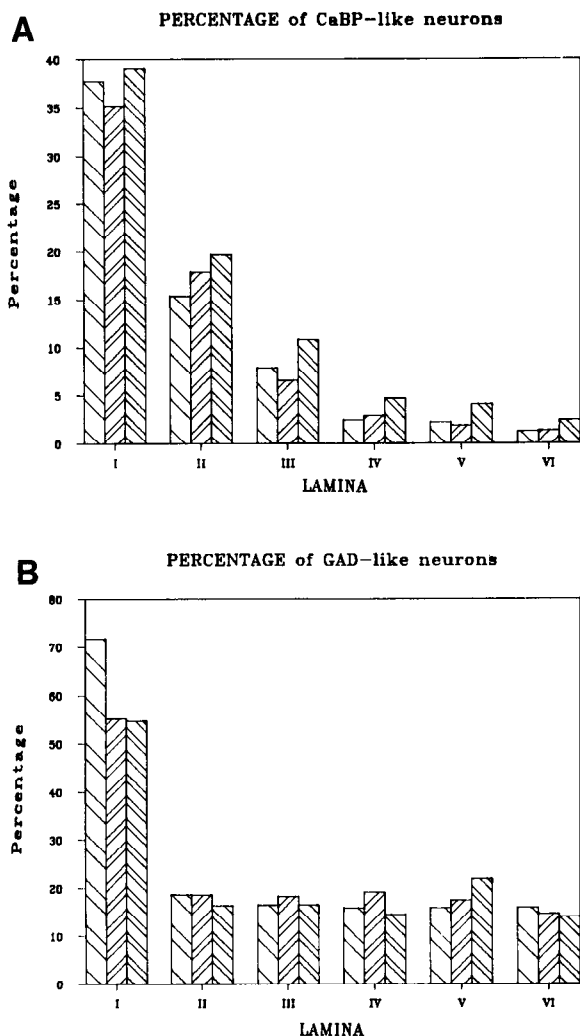 A
PERCENTAGE of CaBP-like neurons
40
35
30
25
20
15
10
5
0
Percentage
I II III IV V VI
LAMINA
B
PERCENTAGE of GAD-like neurons
80
70
60
50
40
30
20
10
0
Percentage
I II III IV V VI
LAMINA